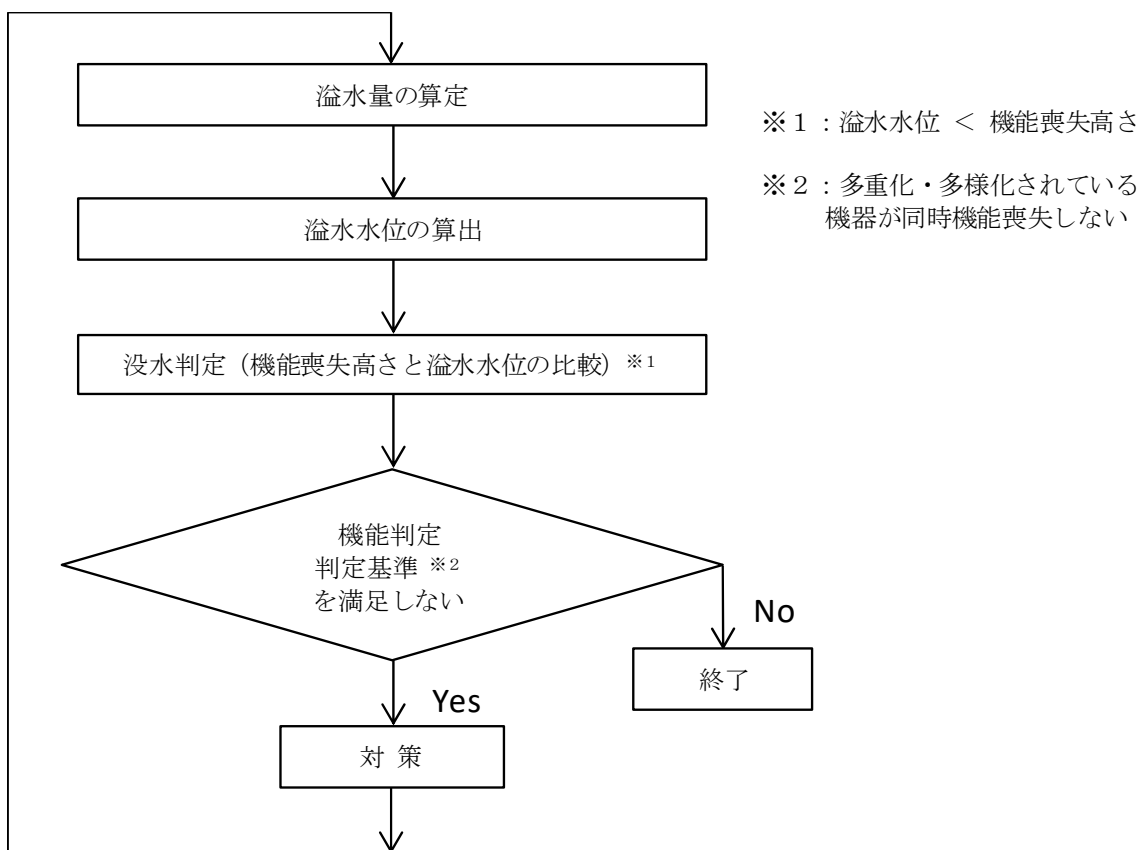 溢水量の算定
※1：溢水水位 ＜ 機能喪失高さ
※2：多重化・多様化されている
機器が同時機能喪失しない
溢水水位の算出
没水判定（機能喪失高さと溢水水位の比較）※1
機能判定
判定基準 ※2
を満足しない
No
終了
Yes
対 策